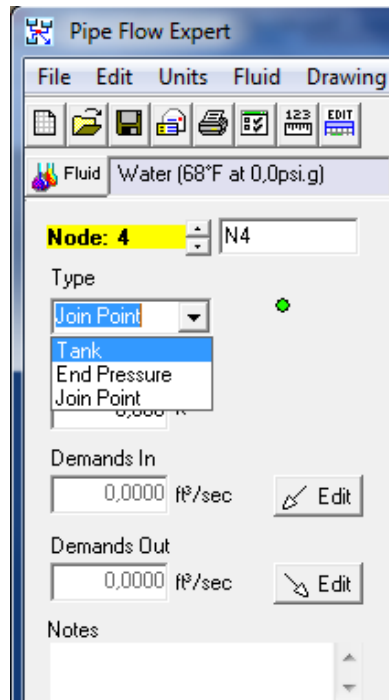 Pipe Flow Expert
File Edit Units Fluid Drawing
123 EDIT
Fluid Water (68°F at 0,0psi.g)
Node: 4 N4
Type
Join Point
Tank
End Pressure
Join Point
Demands In
0,0000 ft³/sec Edit
Demands Out
0,0000 ft³/sec Edit
Notes